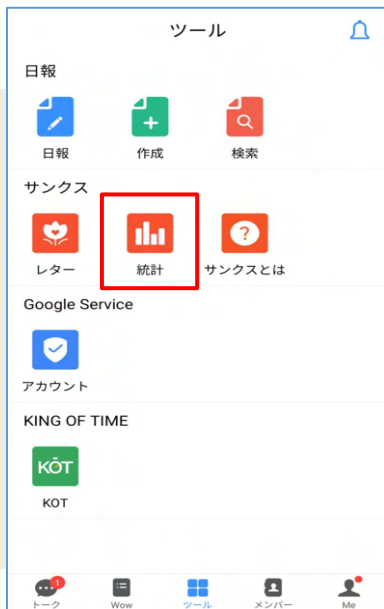 ツール
日報
日報 作成 検索
サンクス
レター 統計 サンクスとは
Google Service
アカウント
KING OF TIME
KOT
KOT
1
トーク Wow ツール メンバー Me